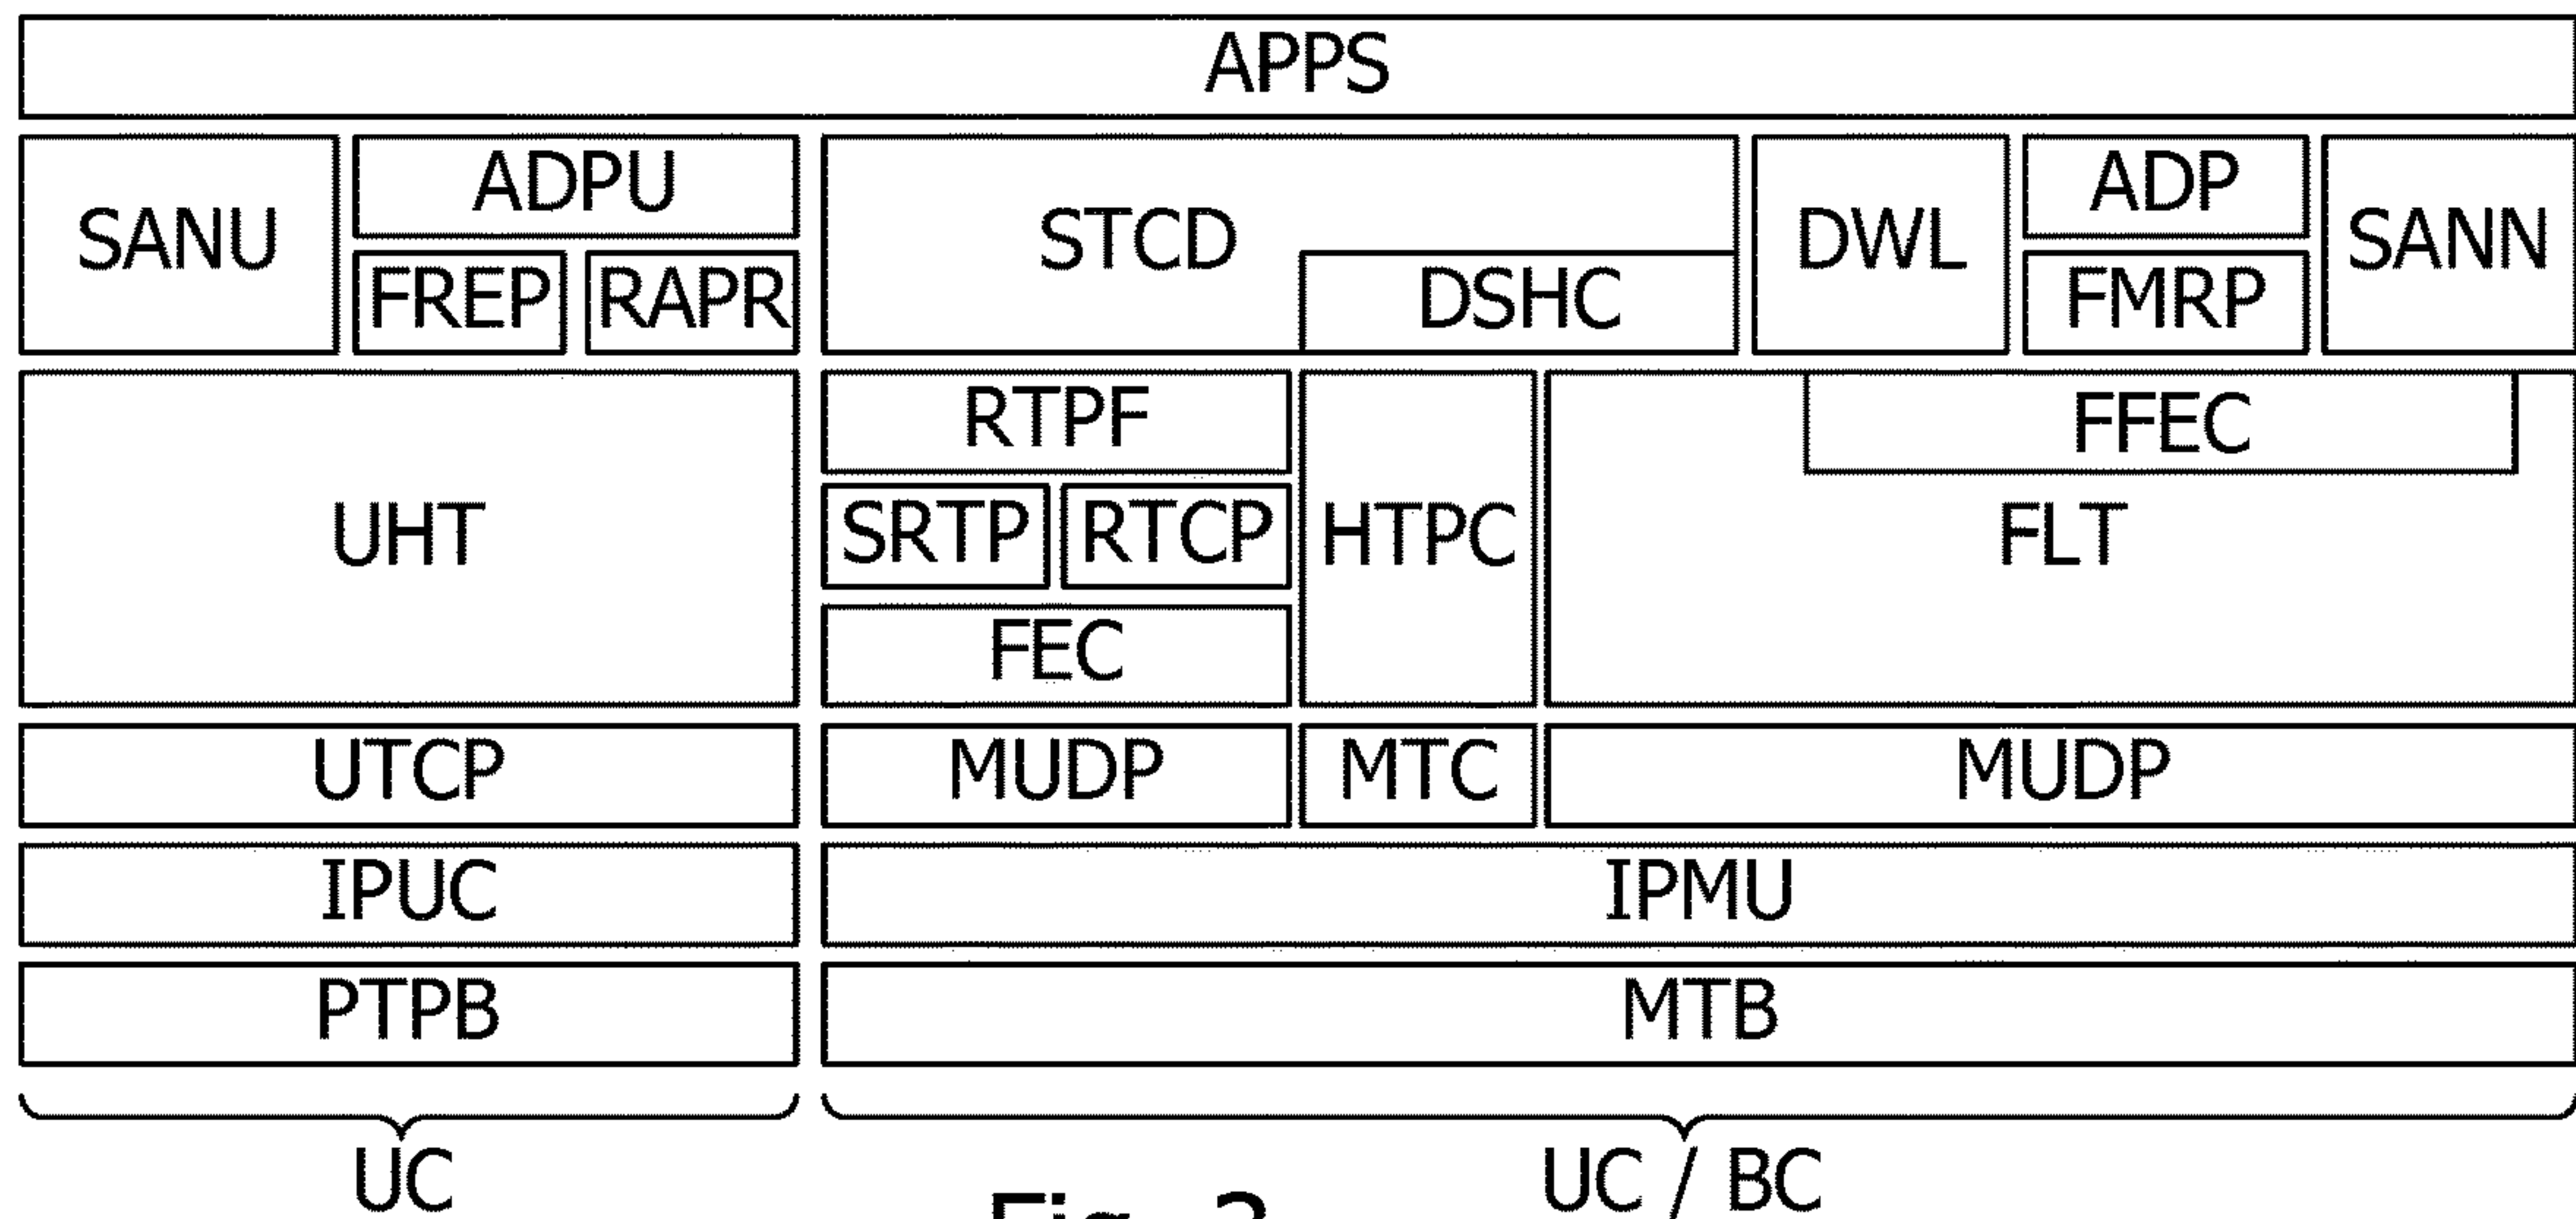 APPS
SANU
ADPU
FREP RAPR
STCD
DSHC
DWL
ADP
FMRP
SANN
UHT
RTPF
SRTP RTCP
FEC
HTPC
FFEC
FLT
UTCP MUDP MTC MUDP
IPUC IPMU
PTPB MTB
UC UC / BC